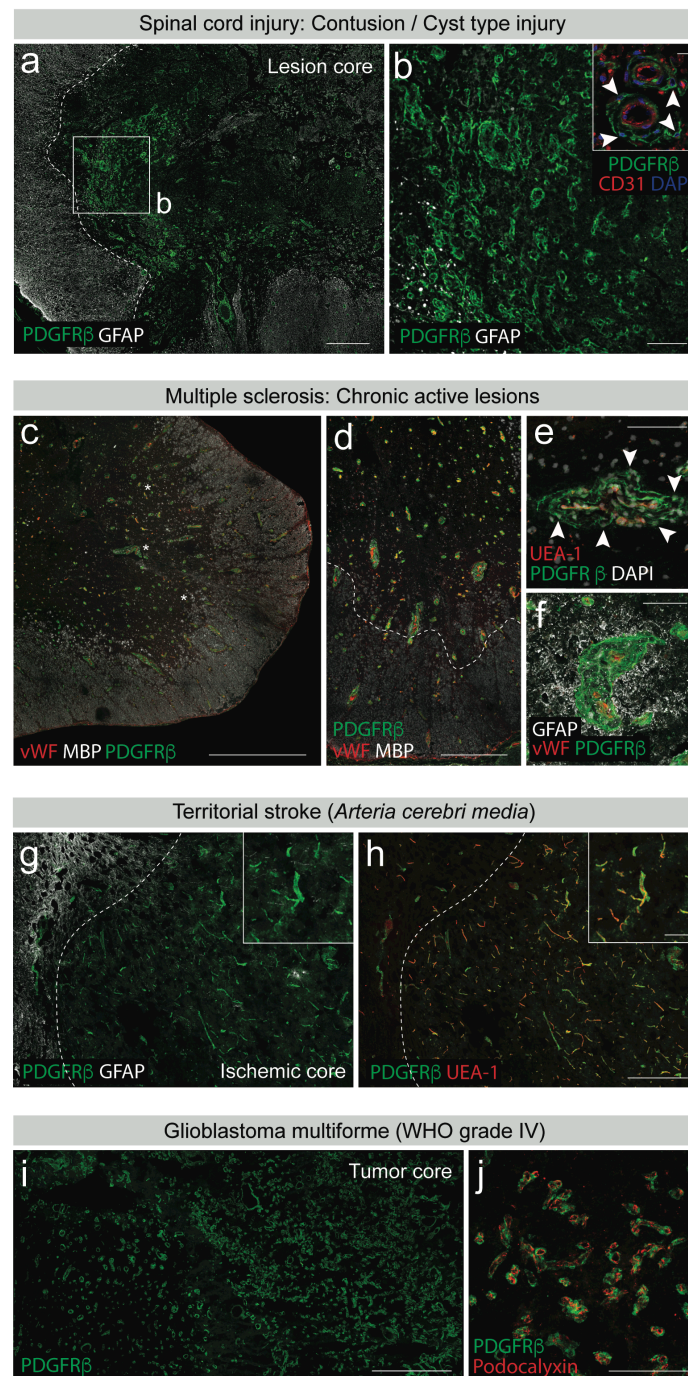 Spinal cord injury: Contusion / Cyst type injury
a
Lesion core
b
PDGFRβ GFAP
b
PDGFRβ
CD31 DAPI
PDGFRβ GFAP
Multiple sclerosis: Chronic active lesions
c
*
*
*
vWF MBP PDGFRβ
d
PDGFRβ
vWF MBP
e
UEA-1
PDGFR β DAPI
f
GFAP
vWF PDGFRβ
Territorial stroke (Arteria cerebri media)
g
PDGFRβ GFAP
Ischemic core
h
PDGFRβ UEA-1
Glioblastoma multiforme (WHO grade IV)
i
Tumor core
PDGFRβ
j
PDGFRβ
Podocalyxin